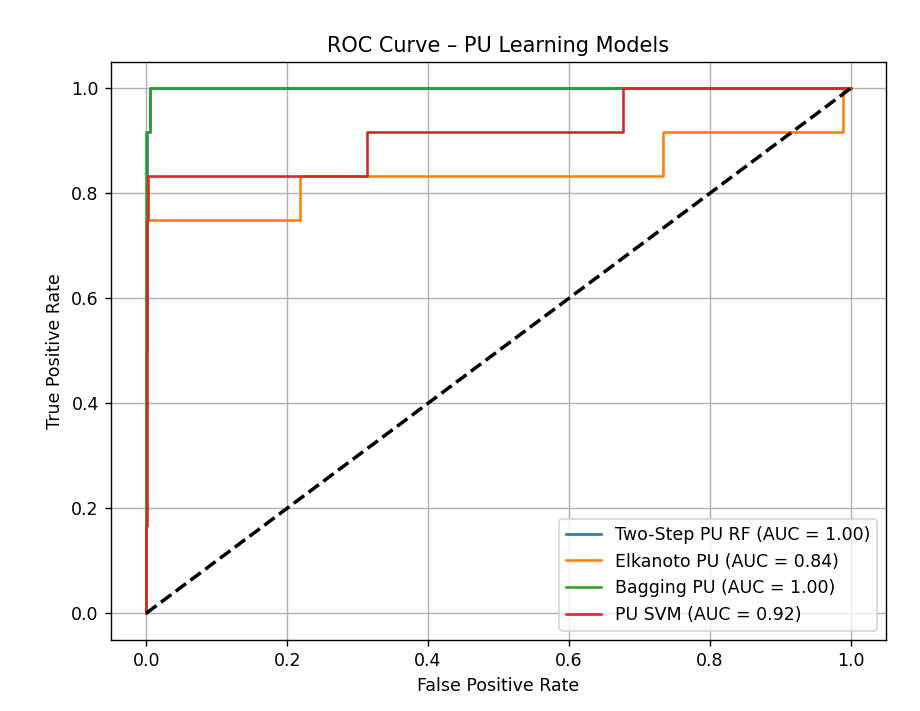 ROC Curve – PU Learning Models
True Positive Rate
1.0
0.8
0.6
0.4
0.2
0.0
Two-Step PU RF (AUC = 1.00)
Elkanoto PU (AUC = 0.84)
Bagging PU (AUC = 1.00)
PU SVM (AUC = 0.92)
0.0 0.2 0.4 0.6 0.8 1.0
False Positive Rate